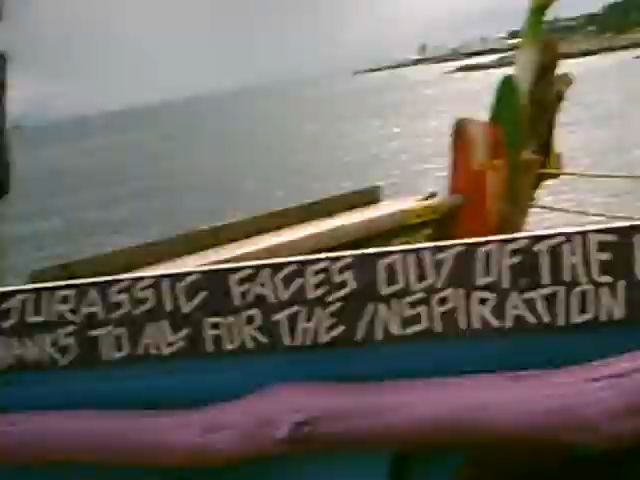 JURASSIC FACES OUT OF THE
TO ALL FOR THE INSPIRATION